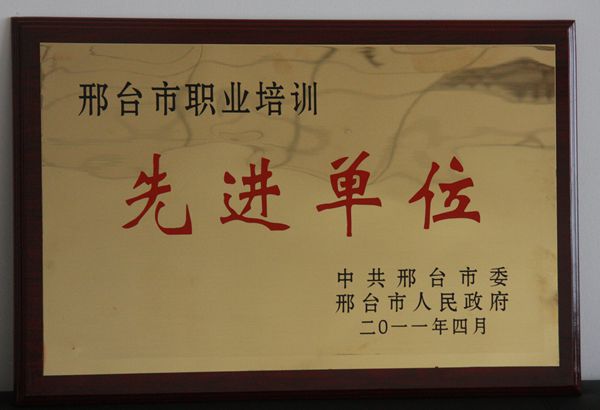 邢台市职业培训
先进单位
中共邢台市委
邢台市人民政府
二0一一年四月